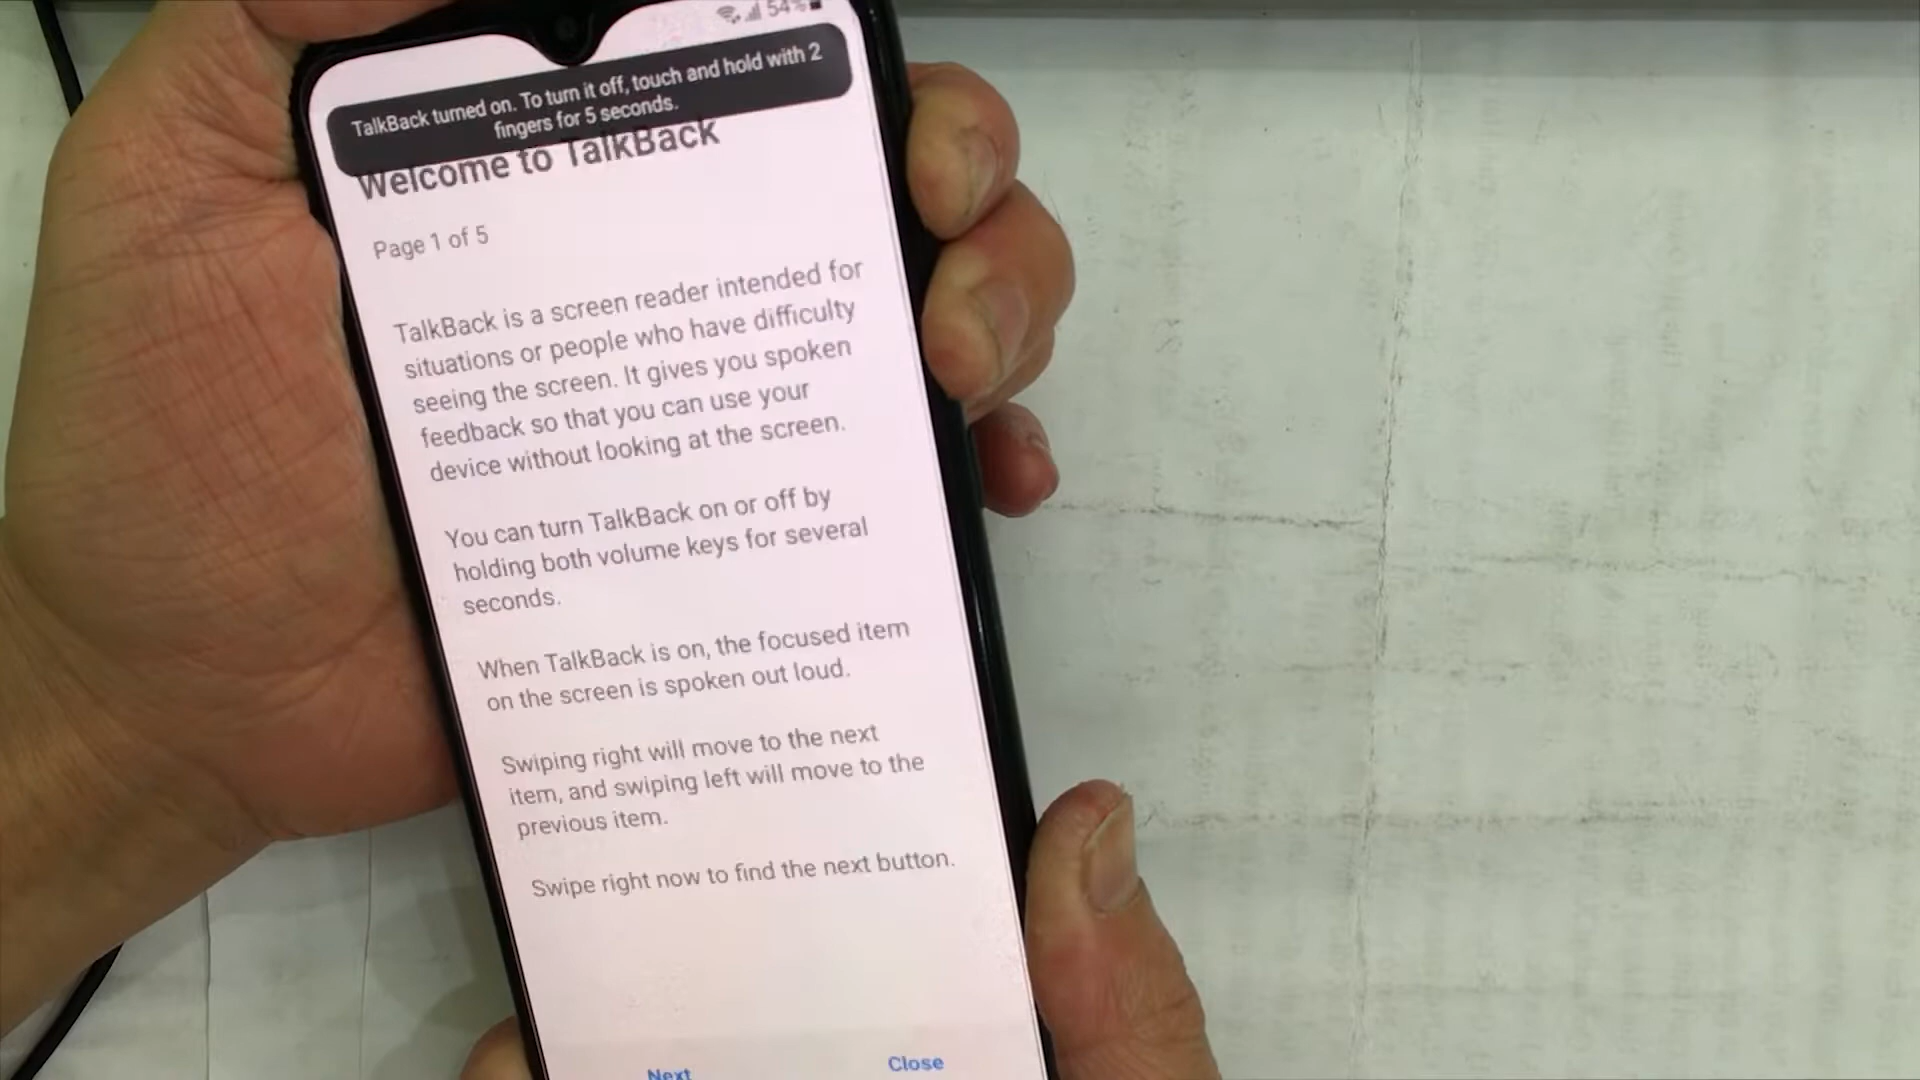 54%
TalkBack turned on. To turn it off, touch and hold with 2
fingers for 5 seconds.
Welcome to TalkBack
Page 1 of 5
TalkBack is a screen reader intended for
situations or people who have difficulty
seeing the screen. It gives you spoken
feedback so that you can use your
device without looking at the screen.
You can turn TalkBack on or off by
holding both volume keys for several
seconds.
When TalkBack is on, the focused item
on the screen is spoken out loud.
Swiping right will move to the next
item, and swiping left will move to the
previous item.
Swipe right now to find the next button.
Next
Close